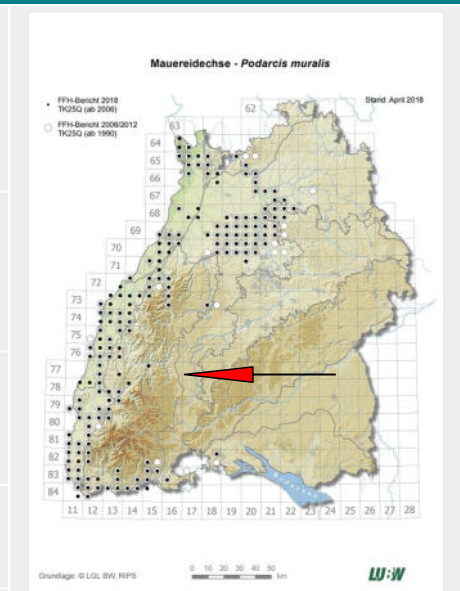 Mauereidechse - Podarcis muralis
FFH-Bericht 2018
TK25Q (ab 2006)
FFH-Bericht 2006/2012
TK25Q (ab 1990)
Stand: April 2018
62
63
64
65
66
67
68
69
70
71
72
73
74
75
76
77
78
79
80
81
82
83
84
11 12 13 14 15 16 17 18 19 20 21 22 23 24 25 26 27 28
Grundlage: © LGL BW, RIPS
0 10 20 30 40 50
km
LU:W